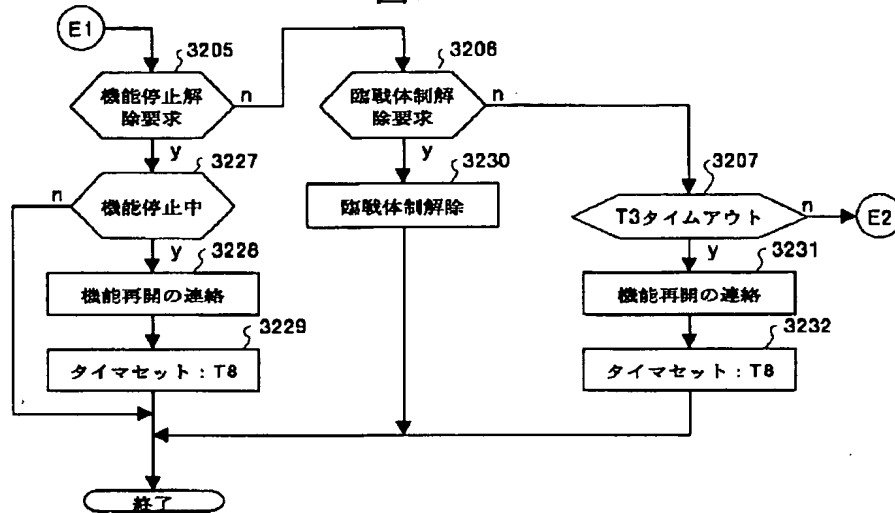 図
E1
3205
機能停止解
除要求
n
y
3206
臨戦体制解
除要求
n
y
3227
機能停止中
n
y
3230
臨戦体制解除
3207
T3タイムアウト
n
y
E2
3228
機能再開の連絡
3231
機能再開の連絡
3229
タイマセット:T8
3232
タイマセット:T8
終了